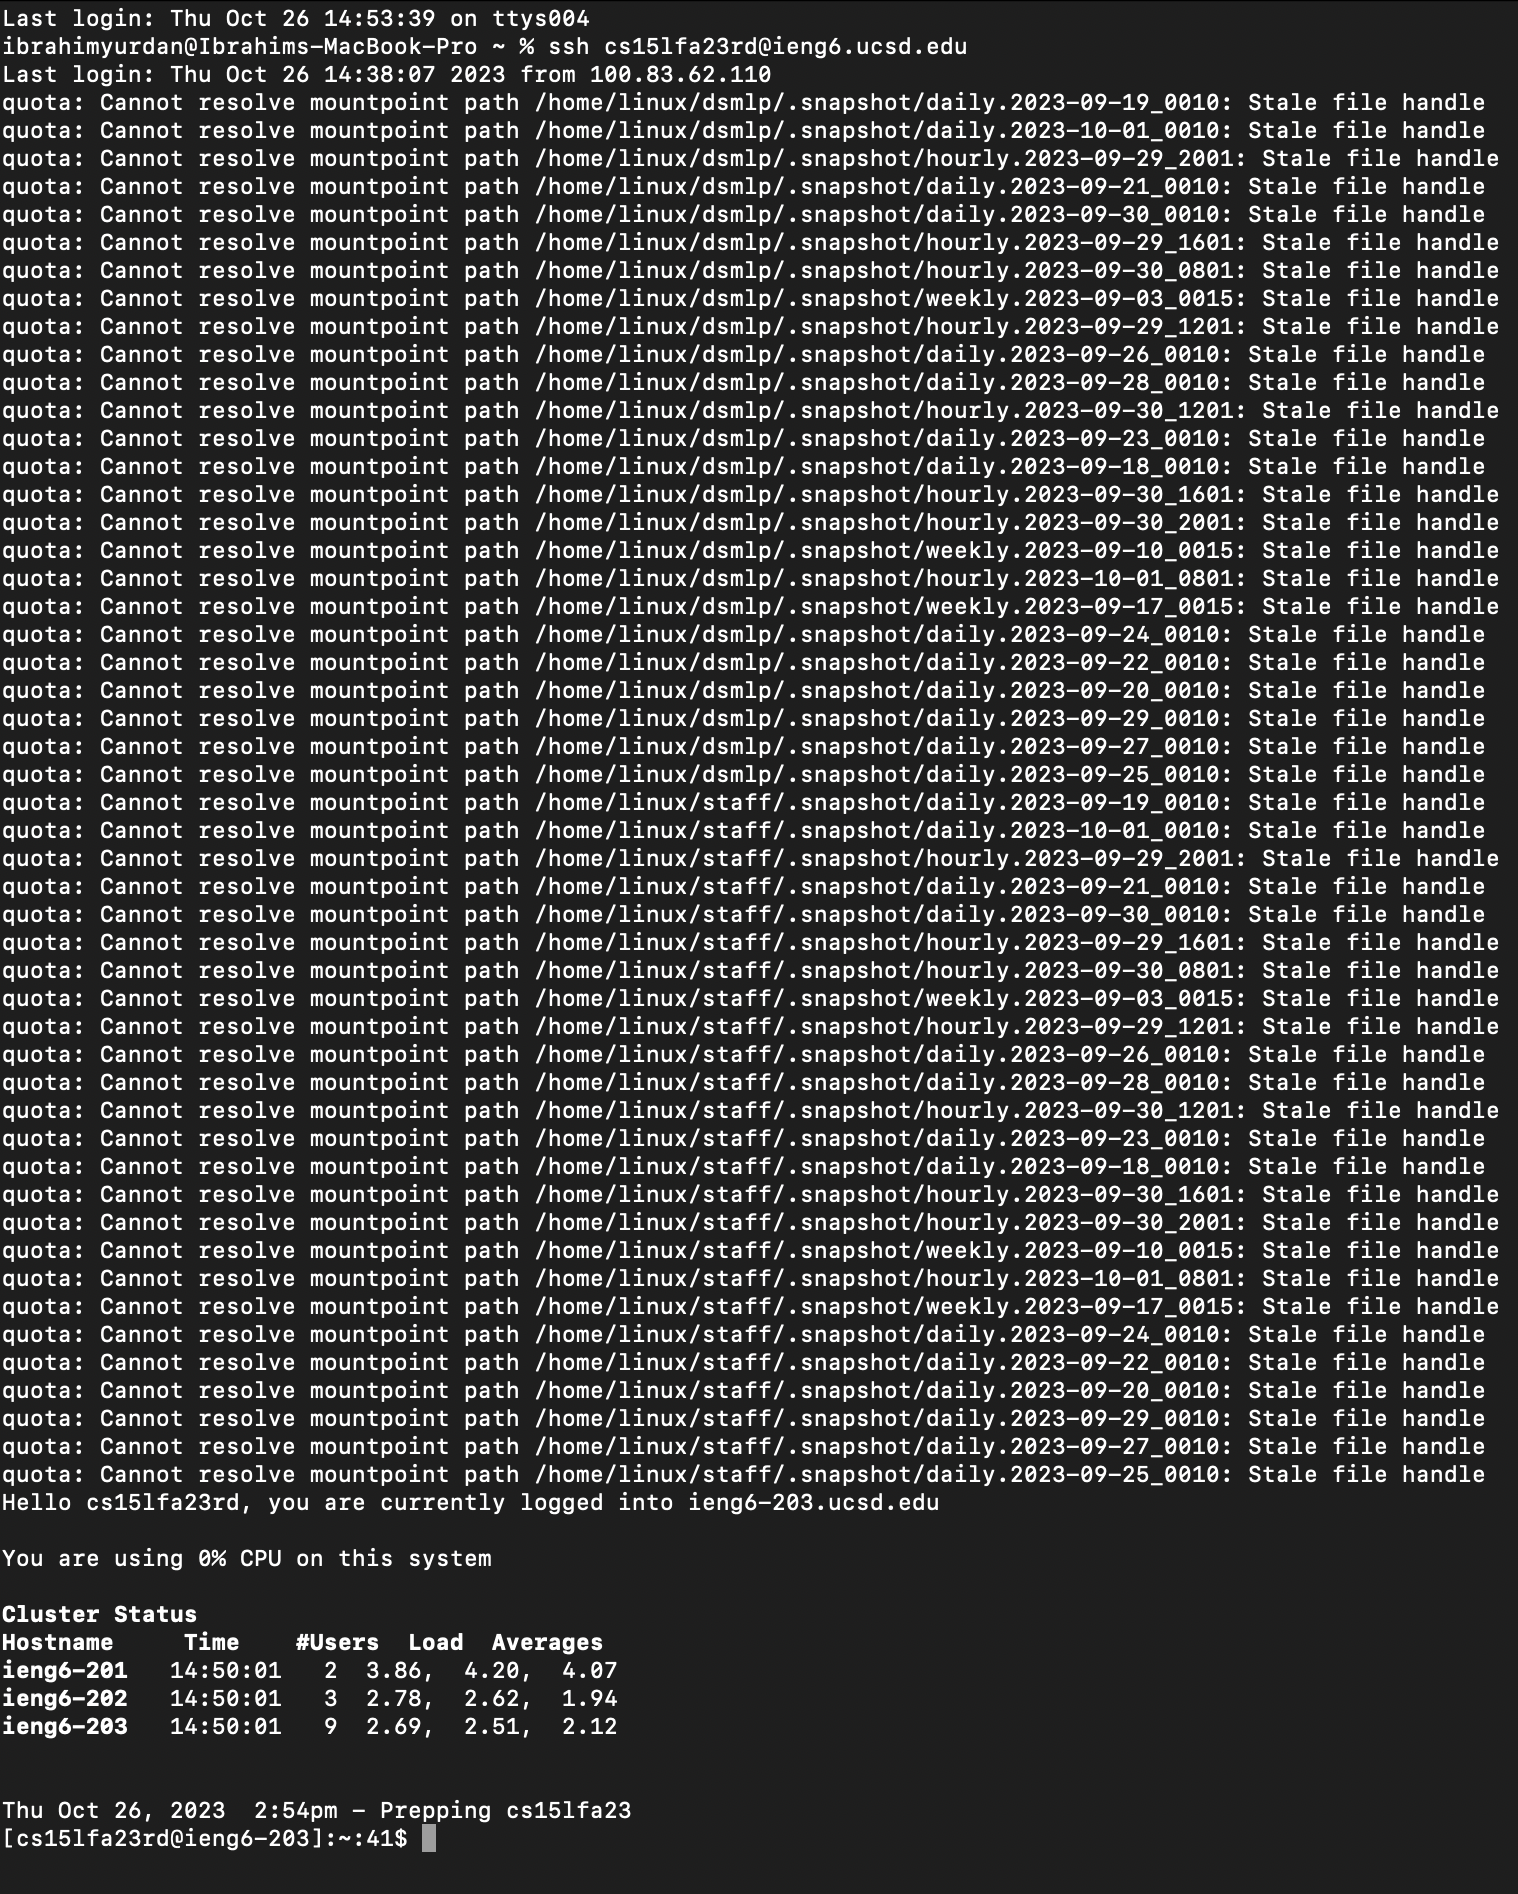 Last login: Thu Oct 26 14:53:39 on ttys004
ibrahimyurdan@Ibrahims-MacBook-Pro ~ % ssh cs15lfa23rd@ieng6.ucsd.edu
Last login: Thu Oct 26 14:38:07 2023 from 100.83.62.110
quota: Cannot resolve mountpoint path /home/linux/dsmlp/.snapshot/daily.2023-09-19_0010: Stale file handle
quota: Cannot resolve mountpoint path /home/linux/dsmlp/.snapshot/daily.2023-10-01_0010: Stale file handle
quota: Cannot resolve mountpoint path /home/linux/dsmlp/.snapshot/hourly.2023-09-29_2001: Stale file handle
quota: Cannot resolve mountpoint path /home/linux/dsmlp/.snapshot/daily.2023-09-21_0010: Stale file handle
quota: Cannot resolve mountpoint path /home/linux/dsmlp/.snapshot/daily.2023-09-30_0010: Stale file handle
quota: Cannot resolve mountpoint path /home/linux/dsmlp/.snapshot/hourly.2023-09-29_1601: Stale file handle
quota: Cannot resolve mountpoint path /home/linux/dsmlp/.snapshot/hourly.2023-09-30_0801: Stale file handle
quota: Cannot resolve mountpoint path /home/linux/dsmlp/.snapshot/weekly.2023-09-03_0015: Stale file handle
quota: Cannot resolve mountpoint path /home/linux/dsmlp/.snapshot/hourly.2023-09-29_1201: Stale file handle
quota: Cannot resolve mountpoint path /home/linux/dsmlp/.snapshot/daily.2023-09-26_0010: Stale file handle
quota: Cannot resolve mountpoint path /home/linux/dsmlp/.snapshot/daily.2023-09-28_0010: Stale file handle
quota: Cannot resolve mountpoint path /home/linux/dsmlp/.snapshot/hourly.2023-09-30_1201: Stale file handle
quota: Cannot resolve mountpoint path /home/linux/dsmlp/.snapshot/daily.2023-09-23_0010: Stale file handle
quota: Cannot resolve mountpoint path /home/linux/dsmlp/.snapshot/daily.2023-09-18_0010: Stale file handle
quota: Cannot resolve mountpoint path /home/linux/dsmlp/.snapshot/hourly.2023-09-30_1601: Stale file handle
quota: Cannot resolve mountpoint path /home/linux/dsmlp/.snapshot/hourly.2023-09-30_2001: Stale file handle
quota: Cannot resolve mountpoint path /home/linux/dsmlp/.snapshot/weekly.2023-09-10_0015: Stale file handle
quota: Cannot resolve mountpoint path /home/linux/dsmlp/.snapshot/hourly.2023-10-01_0801: Stale file handle
quota: Cannot resolve mountpoint path /home/linux/dsmlp/.snapshot/weekly.2023-09-17_0015: Stale file handle
quota: Cannot resolve mountpoint path /home/linux/dsmlp/.snapshot/daily.2023-09-24_0010: Stale file handle
quota: Cannot resolve mountpoint path /home/linux/dsmlp/.snapshot/daily.2023-09-22_0010: Stale file handle
quota: Cannot resolve mountpoint path /home/linux/dsmlp/.snapshot/daily.2023-09-20_0010: Stale file handle
quota: Cannot resolve mountpoint path /home/linux/dsmlp/.snapshot/daily.2023-09-29_0010: Stale file handle
quota: Cannot resolve mountpoint path /home/linux/dsmlp/.snapshot/daily.2023-09-27_0010: Stale file handle
quota: Cannot resolve mountpoint path /home/linux/dsmlp/.snapshot/daily.2023-09-25_0010: Stale file handle
quota: Cannot resolve mountpoint path /home/linux/staff/.snapshot/daily.2023-09-19_0010: Stale file handle
quota: Cannot resolve mountpoint path /home/linux/staff/.snapshot/daily.2023-10-01_0010: Stale file handle
quota: Cannot resolve mountpoint path /home/linux/staff/.snapshot/hourly.2023-09-29_2001: Stale file handle
quota: Cannot resolve mountpoint path /home/linux/staff/.snapshot/daily.2023-09-21_0010: Stale file handle
quota: Cannot resolve mountpoint path /home/linux/staff/.snapshot/daily.2023-09-30_0010: Stale file handle
quota: Cannot resolve mountpoint path /home/linux/staff/.snapshot/hourly.2023-09-29_1601: Stale file handle
quota: Cannot resolve mountpoint path /home/linux/staff/.snapshot/hourly.2023-09-30_0801: Stale file handle
quota: Cannot resolve mountpoint path /home/linux/staff/.snapshot/weekly.2023-09-03_0015: Stale file handle
quota: Cannot resolve mountpoint path /home/linux/staff/.snapshot/hourly.2023-09-29_1201: Stale file handle
quota: Cannot resolve mountpoint path /home/linux/staff/.snapshot/daily.2023-09-26_0010: Stale file handle
quota: Cannot resolve mountpoint path /home/linux/staff/.snapshot/daily.2023-09-28_0010: Stale file handle
quota: Cannot resolve mountpoint path /home/linux/staff/.snapshot/hourly.2023-09-30_1201: Stale file handle
quota: Cannot resolve mountpoint path /home/linux/staff/.snapshot/daily.2023-09-23_0010: Stale file handle
quota: Cannot resolve mountpoint path /home/linux/staff/.snapshot/daily.2023-09-18_0010: Stale file handle
quota: Cannot resolve mountpoint path /home/linux/staff/.snapshot/hourly.2023-09-30_1601: Stale file handle
quota: Cannot resolve mountpoint path /home/linux/staff/.snapshot/hourly.2023-09-30_2001: Stale file handle
quota: Cannot resolve mountpoint path /home/linux/staff/.snapshot/weekly.2023-09-10_0015: Stale file handle
quota: Cannot resolve mountpoint path /home/linux/staff/.snapshot/hourly.2023-10-01_0801: Stale file handle
quota: Cannot resolve mountpoint path /home/linux/staff/.snapshot/weekly.2023-09-17_0015: Stale file handle
quota: Cannot resolve mountpoint path /home/linux/staff/.snapshot/daily.2023-09-24_0010: Stale file handle
quota: Cannot resolve mountpoint path /home/linux/staff/.snapshot/daily.2023-09-22_0010: Stale file handle
quota: Cannot resolve mountpoint path /home/linux/staff/.snapshot/daily.2023-09-20_0010: Stale file handle
quota: Cannot resolve mountpoint path /home/linux/staff/.snapshot/daily.2023-09-29_0010: Stale file handle
quota: Cannot resolve mountpoint path /home/linux/staff/.snapshot/daily.2023-09-27_0010: Stale file handle
quota: Cannot resolve mountpoint path /home/linux/staff/.snapshot/daily.2023-09-25_0010: Stale file handle
Hello cs15lfa23rd, you are currently logged into ieng6-203.ucsd.edu
You are using 0% CPU on this system
Cluster Status
Hostname     Time    #Users  Load  Averages
ieng6-201   14:50:01   2  3.86,  4.20,  4.07
ieng6-202   14:50:01   3  2.78,  2.62,  1.94
ieng6-203   14:50:01   9  2.69,  2.51,  2.12
Thu Oct 26, 2023  2:54pm - Prepping cs15lfa23
[cs15lfa23rd@ieng6-203]:~:41$